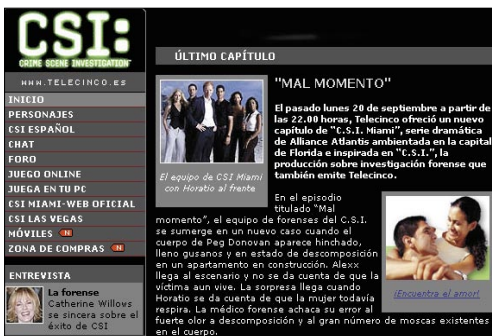 CSI:
CRIME SCENE INVESTIGATION
WWW.TELECINCO.ES
INICIO
PERSONAJES
CSI ESPAÑOL
CHAT
FORO
JUEGO ONLINE
JUEGA EN TU PC
CSI MIAMI-WEB OFICIAL
CSI LAS VEGAS
MÓVILES N
ZONA DE COMPRAS N
ENTREVISTA
La forense
Catherine Willows
se sincera sobre el
éxito de CSI
ÚLTIMO CAPÍTULO
El equipo de CSI Miami
con Horatio al frente
"MAL MOMENTO"
El pasado lunes 20 de septiembre a partir de
las 22.00 horas, Telecinco ofreció un nuevo
capítulo de "C.S.I. Miami", serie dramática
de Alliance Atlantis ambientada en la capital
de Florida e inspirada en "C.S.I.", la
producción sobre investigación forense que
también emite Telecinco.
En el episodio
titulado "Mal
momento", el equipo de forenses del C.S.I.
se sumerge en un nuevo caso cuando el
cuerpo de Peg Donovan aparece hinchado,
lleno gusanos y en estado de descomposición
en un apartamento en construcción. Alexx
llega al escenario y no se da cuenta de que la
víctima aun vive. La sorpresa llega cuando
Horatio se da cuenta de que la mujer todavía
respira. La médico forense achaca su error al
fuerte olor a descomposición y al gran número de moscas existentes
en el cuerpo.
¡Encuentra el amor!